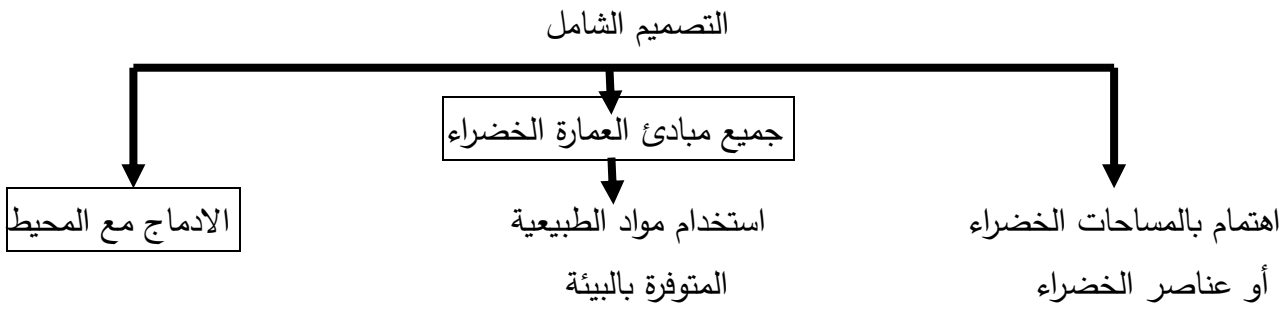 التصميم الشامل
جميع مبادئ العمارة الخضراء
اهتمام بالمساحات الخضراء
أو عناصر الخضراء
استخدام مواد الطبيعية
المتوفرة بالبيئة
الادماج مع المحيط